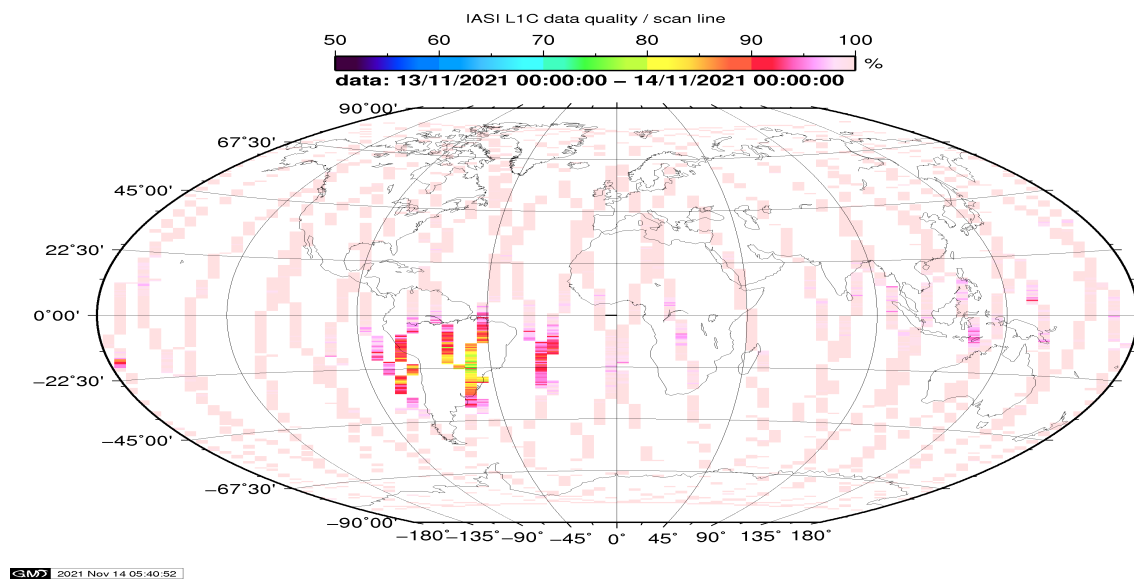 IASI L1C data quality / scan line
50 60 70 80 90 100
%
data: 13/11/2021 00:00:00 – 14/11/2021 00:00:00
90°00'
67°30'
45°00'
22°30'
0°00'
−22°30'
−45°00'
−67°30'
−90°00'
−180° −135° −90° −45° 0° 45° 90° 135° 180°
GMT 2021 Nov 14 05:40:52